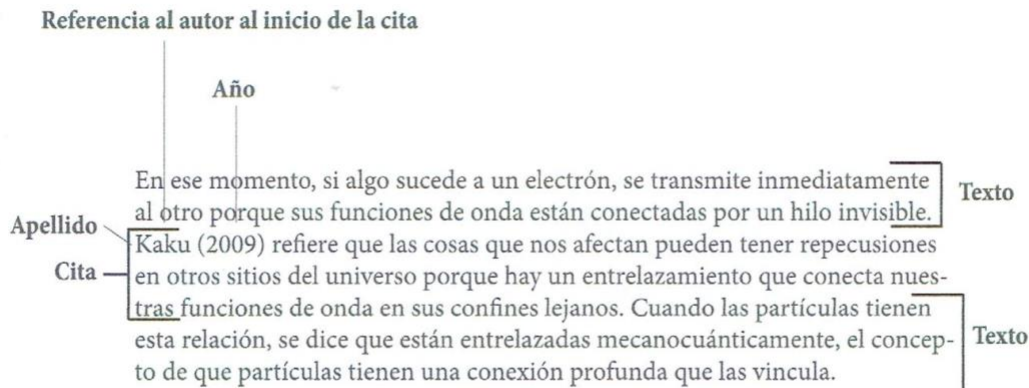 Referencia al autor al inicio de la cita
Año
En ese momento, si algo sucede a un electrón, se transmite inmediatamente
al otro porque sus funciones de onda están conectadas por un hilo invisible.
Texto
Apellido
Kaku (2009) refiere que las cosas que nos afectan pueden tener repecusiones
Cita
en otros sitios del universo porque hay un entrelazamiento que conecta nues-
tras funciones de onda en sus confines lejanos. Cuando las partículas tienen
esta relación, se dice que están entrelazadas mecanocuánticamente, el concep-
Texto
to de que partículas tienen una conexión profunda que las vincula.